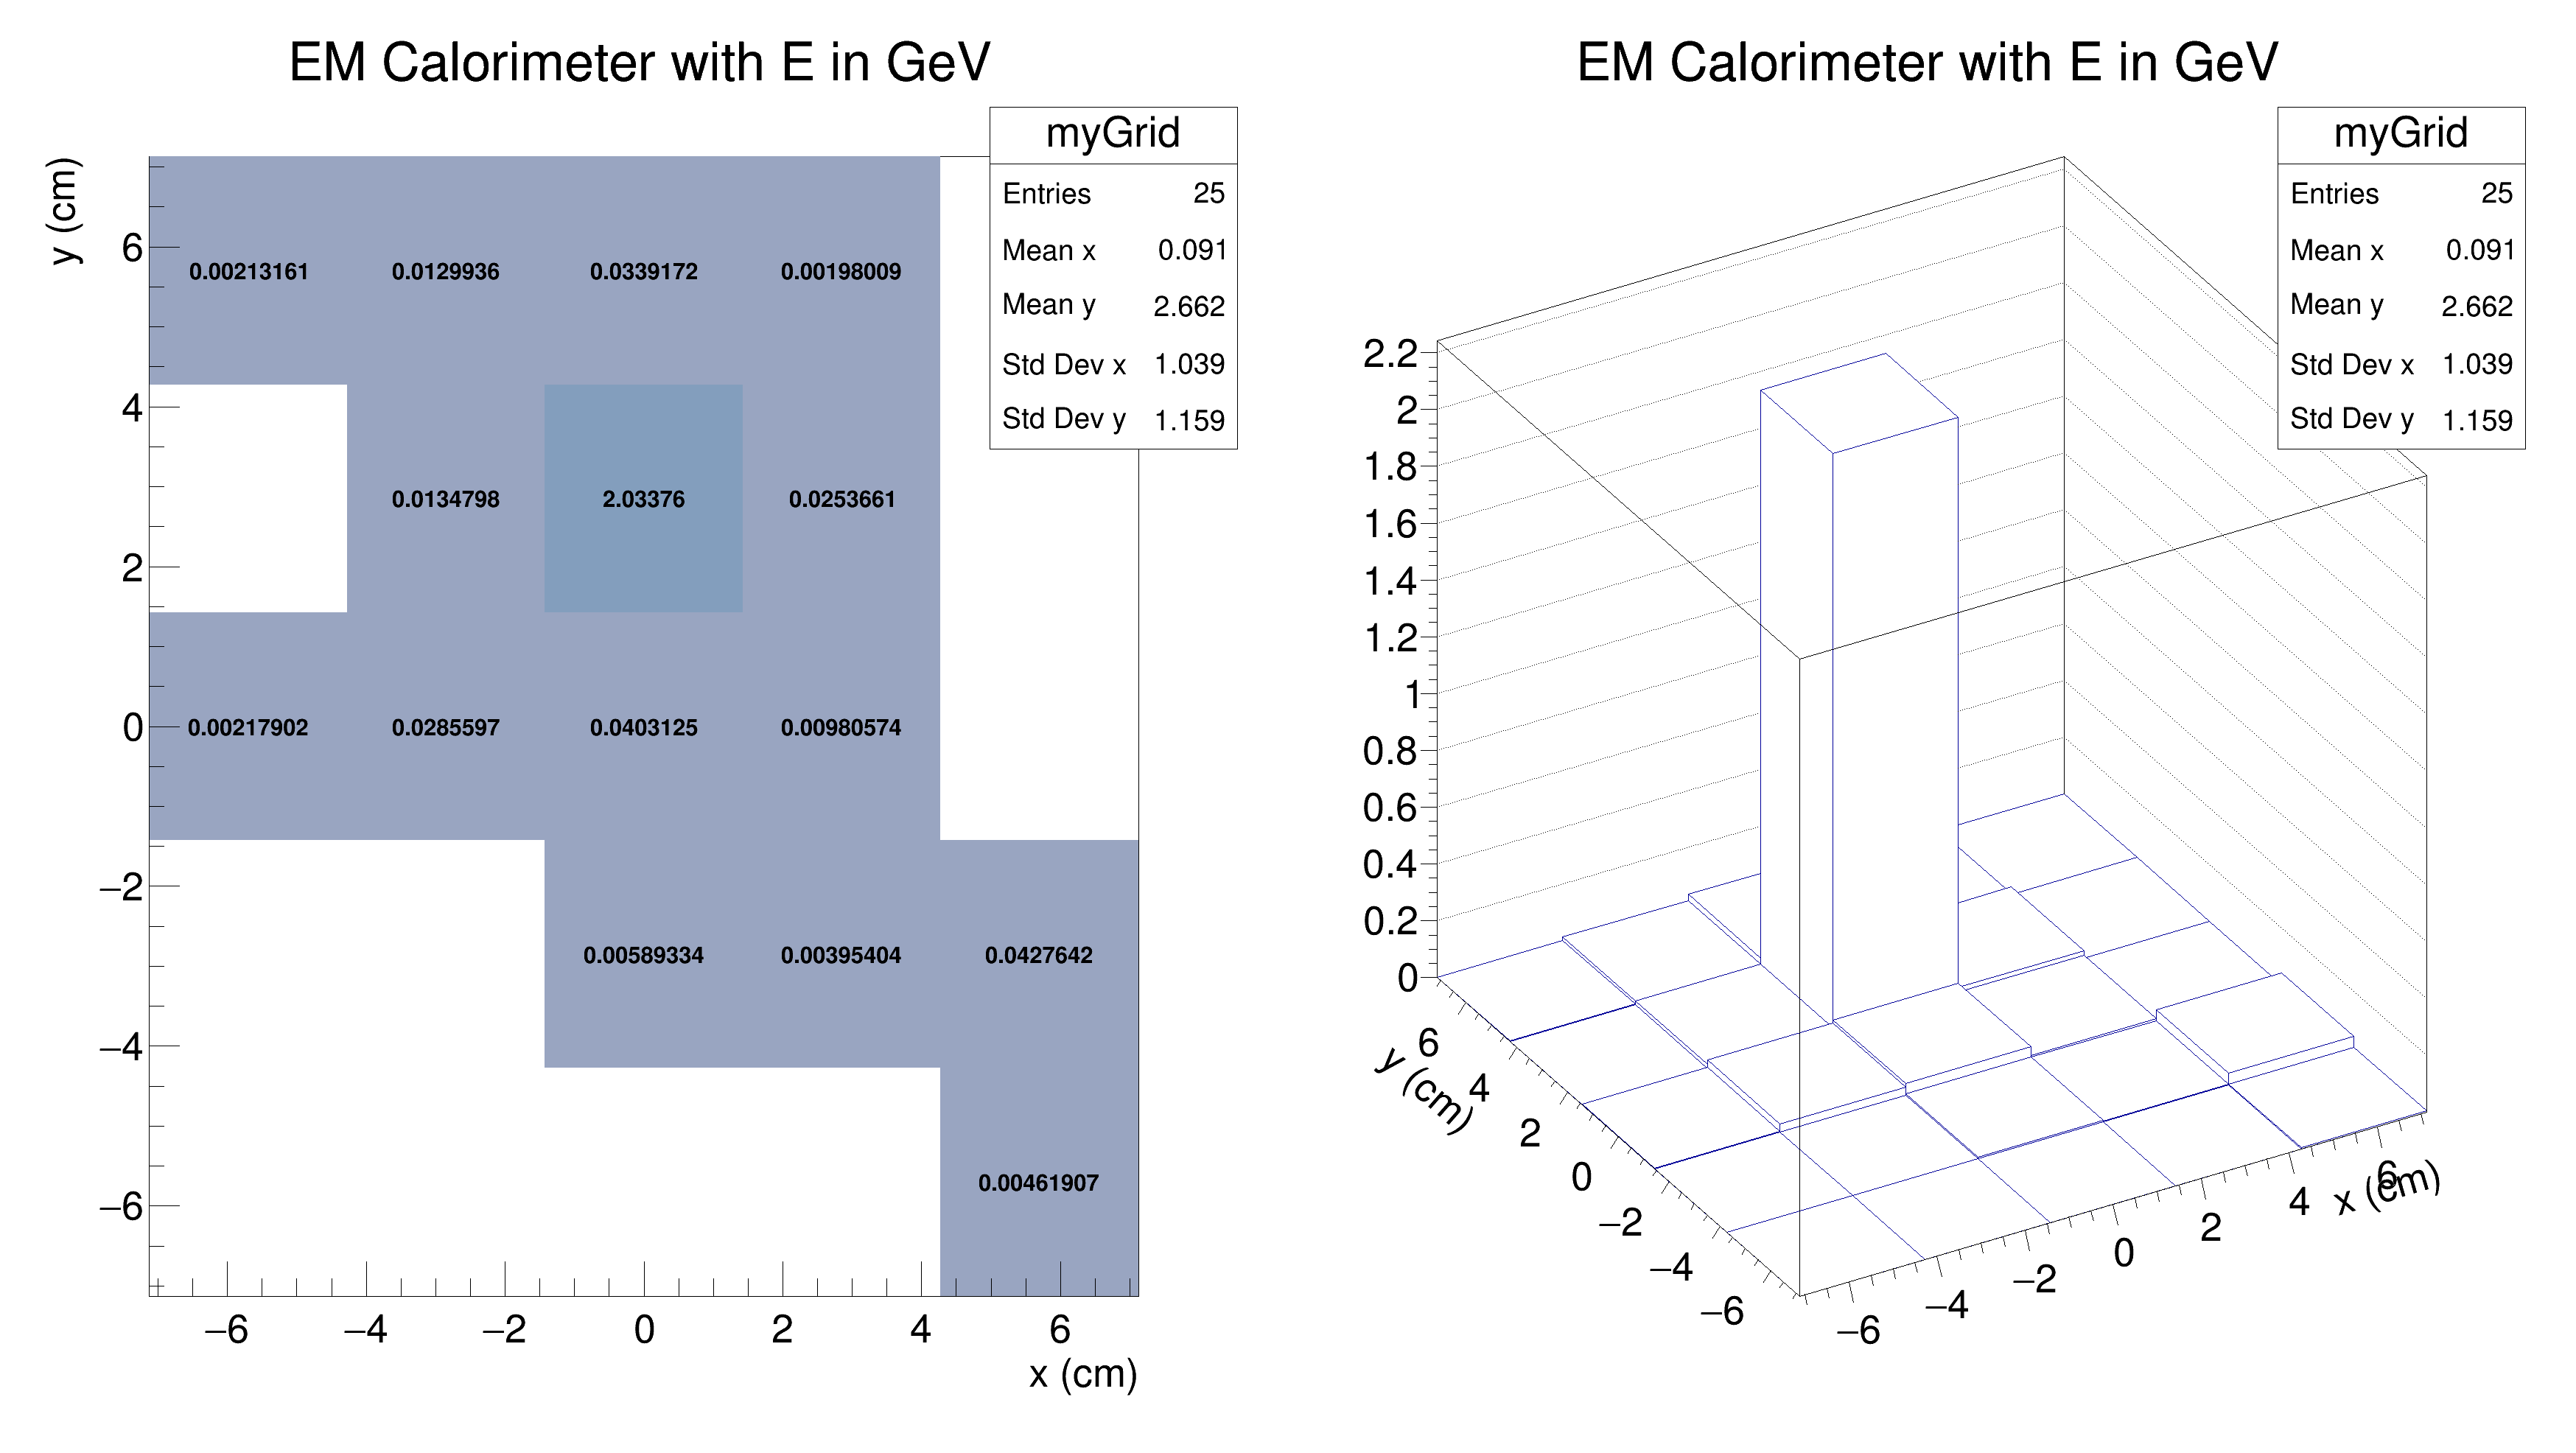 EM Calorimeter with E in GeV
myGrid
Entries 25
Mean x 0.091
Mean y 2.662
Std Dev x 1.039
Std Dev y 1.159
y (cm)
6
4
2
0
−2
−4
−6
0.00213161 0.0129936 0.0339172 0.00198009
0.0134798 2.03376 0.0253661
0.00217902 0.0285597 0.0403125 0.00980574
0.00589334 0.00395404 0.0427642
0.00461907
−6 −4 −2 0 2 4 6
x (cm)
EM Calorimeter with E in GeV
myGrid
Entries 25
Mean x 0.091
Mean y 2.662
Std Dev x 1.039
Std Dev y 1.159
2.2
2
1.8
1.6
1.4
1.2
1
0.8
0.6
0.4
0.2
0
y (cm)
6
4
2
0
−2
−4
−6
−6 −4 −2 0 2 4 6
x (cm)